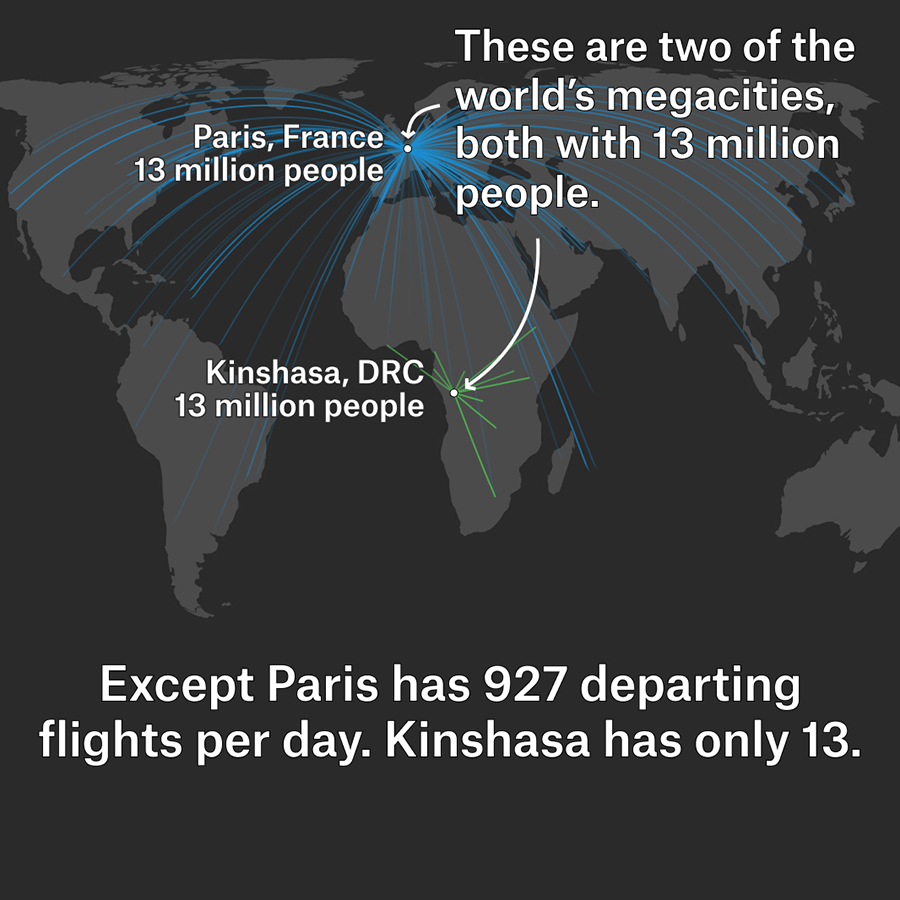 These are two of the
world’s megacities,
both with 13 million
people.
Paris, France
13 million people
Kinshasa, DRC
13 million people
Except Paris has 927 departing
flights per day. Kinshasa has only 13.